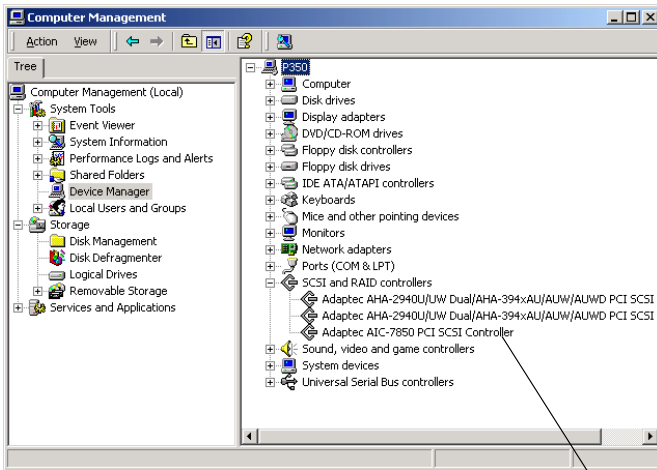 Computer Management
Action View
Tree
Computer Management (Local)
System Tools
Event Viewer
System Information
Performance Logs and Alerts
Shared Folders
Device Manager
Local Users and Groups
Storage
Disk Management
Disk Defragmenter
Logical Drives
Removable Storage
Services and Applications
P350
Computer
Disk drives
Display adapters
DVD/CD-ROM drives
Floppy disk controllers
Floppy disk drives
IDE ATA/ATAPI controllers
Keyboards
Mice and other pointing devices
Monitors
Network adapters
Ports (COM & LPT)
SCSI and RAID controllers
Adaptec AHA-2940U/UW Dual/AHA-394xAU/AUW/AUWD PCI SCSI
Adaptec AHA-2940U/UW Dual/AHA-394xAU/AUW/AUWD PCI SCSI
Adaptec AIC-7850 PCI SCSI Controller
Sound, video and game controllers
System devices
Universal Serial Bus controllers